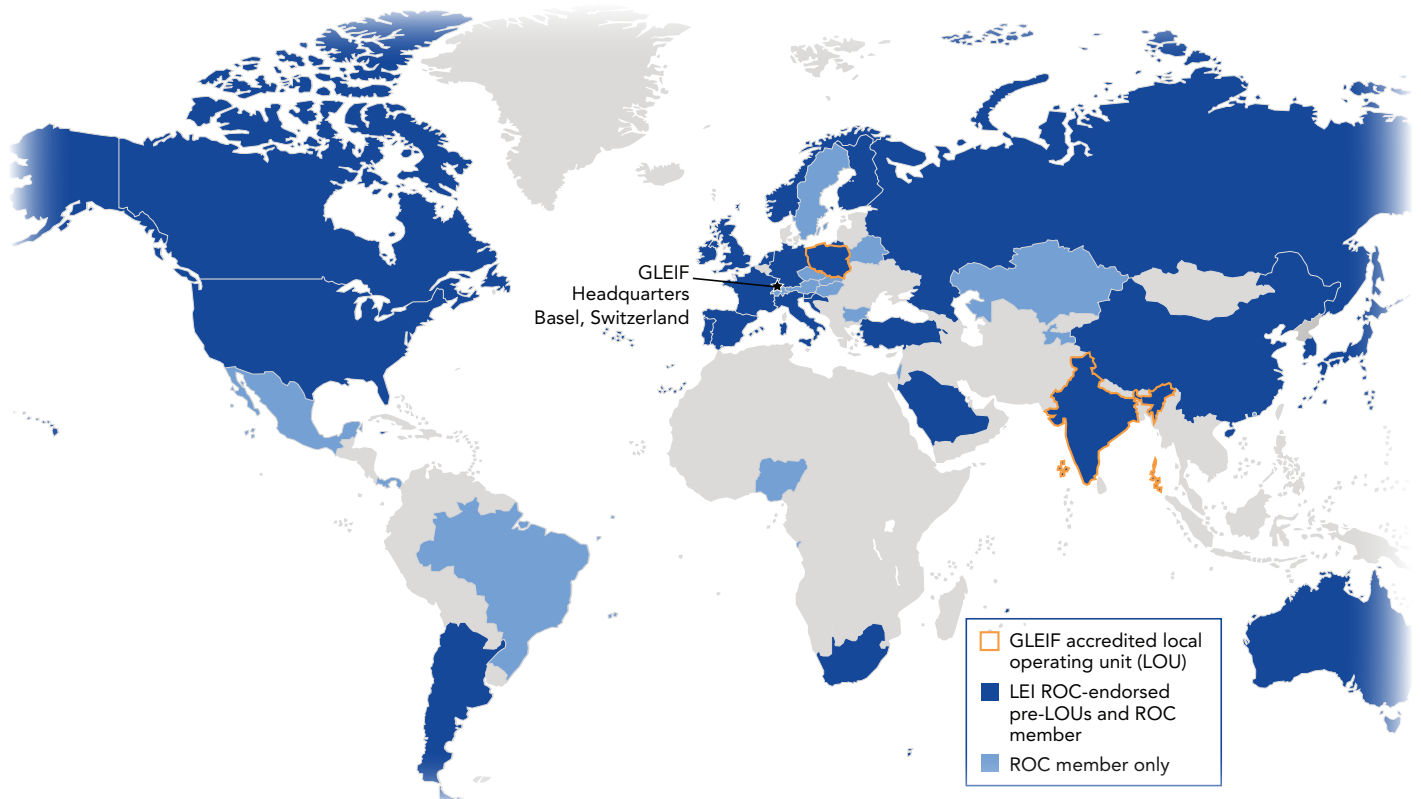 GLEIF
Headquarters
Basel, Switzerland
GLEIF accredited local
operating unit (LOU)
LEI ROC-endorsed
pre-LOUs and ROC
member
ROC member only